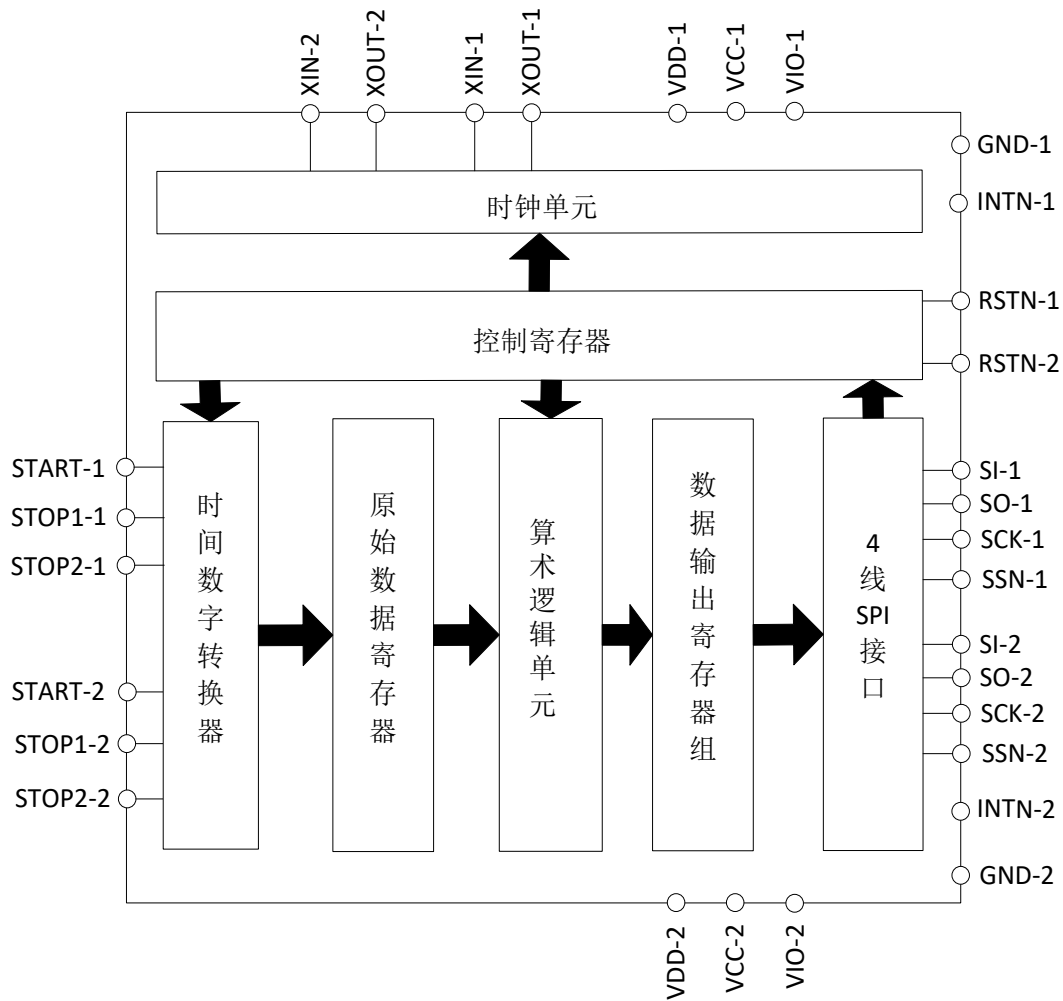 XIN-2
XOUT-2
XIN-1
XOUT-1
VDD-1
VCC-1
VIO-1
GND-1
INTN-1
时钟单元
RSTN-1
控制寄存器
RSTN-2
START-1
STOP1-1
STOP2-1
START-2
STOP1-2
STOP2-2
时间数字转换器
原始数据寄存器
算术逻辑单元
数据输出寄存器组
4
线
SPI
接
口
SI-1
SO-1
SCK-1
SSN-1
SI-2
SO-2
SCK-2
SSN-2
INTN-2
GND-2
VDD-2
VCC-2
VIO-2